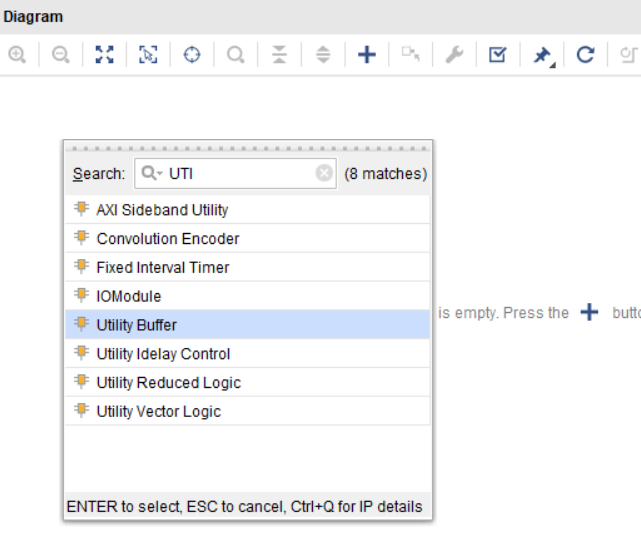 Diagram
Search: UTI (8 matches)
AXI Sideband Utility
Convolution Encoder
Fixed Interval Timer
IOModule
is empty. Press the butto
Utility Buffer
Utility Idelay Control
Utility Reduced Logic
Utility Vector Logic
ENTER to select, ESC to cancel, Ctrl+Q for IP details